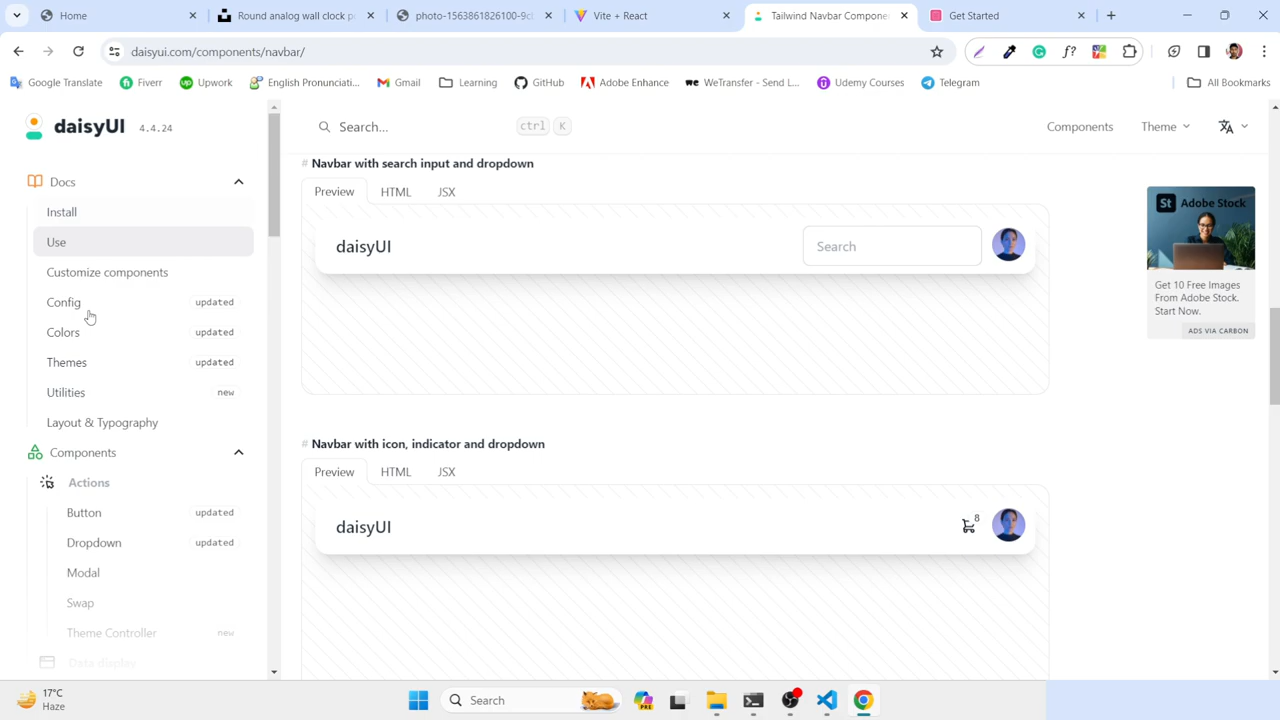 Home
Round analog wall clock p
photo-1563861826100-9c
Vite + React
Tailwind Navbar Compone
Get Started
daisyui.com/components/navbar/
Google Translate
Fiverr
Upwork
English Pronunciati...
Gmail
Learning
GitHub
Adobe Enhance
WeTransfer - Send L...
Udemy Courses
Telegram
All Bookmarks
daisyUI 4.4.24
Search...
ctrl K
Components
Theme
Docs
Install
Use
Customize components
Config updated
Colors updated
Themes updated
Utilities new
Layout & Typography
Components
Actions
Button updated
Dropdown updated
Modal
Swap
Theme Controller new
Data display
# Navbar with search input and dropdown
Preview HTML JSX
daisyUI
Search
# Navbar with icon, indicator and dropdown
Preview HTML JSX
daisyUI
8
St Adobe Stock
Get 10 Free Images
From Adobe Stock.
Start Now.
ADS VIA CARBON
17°C
Haze
Search